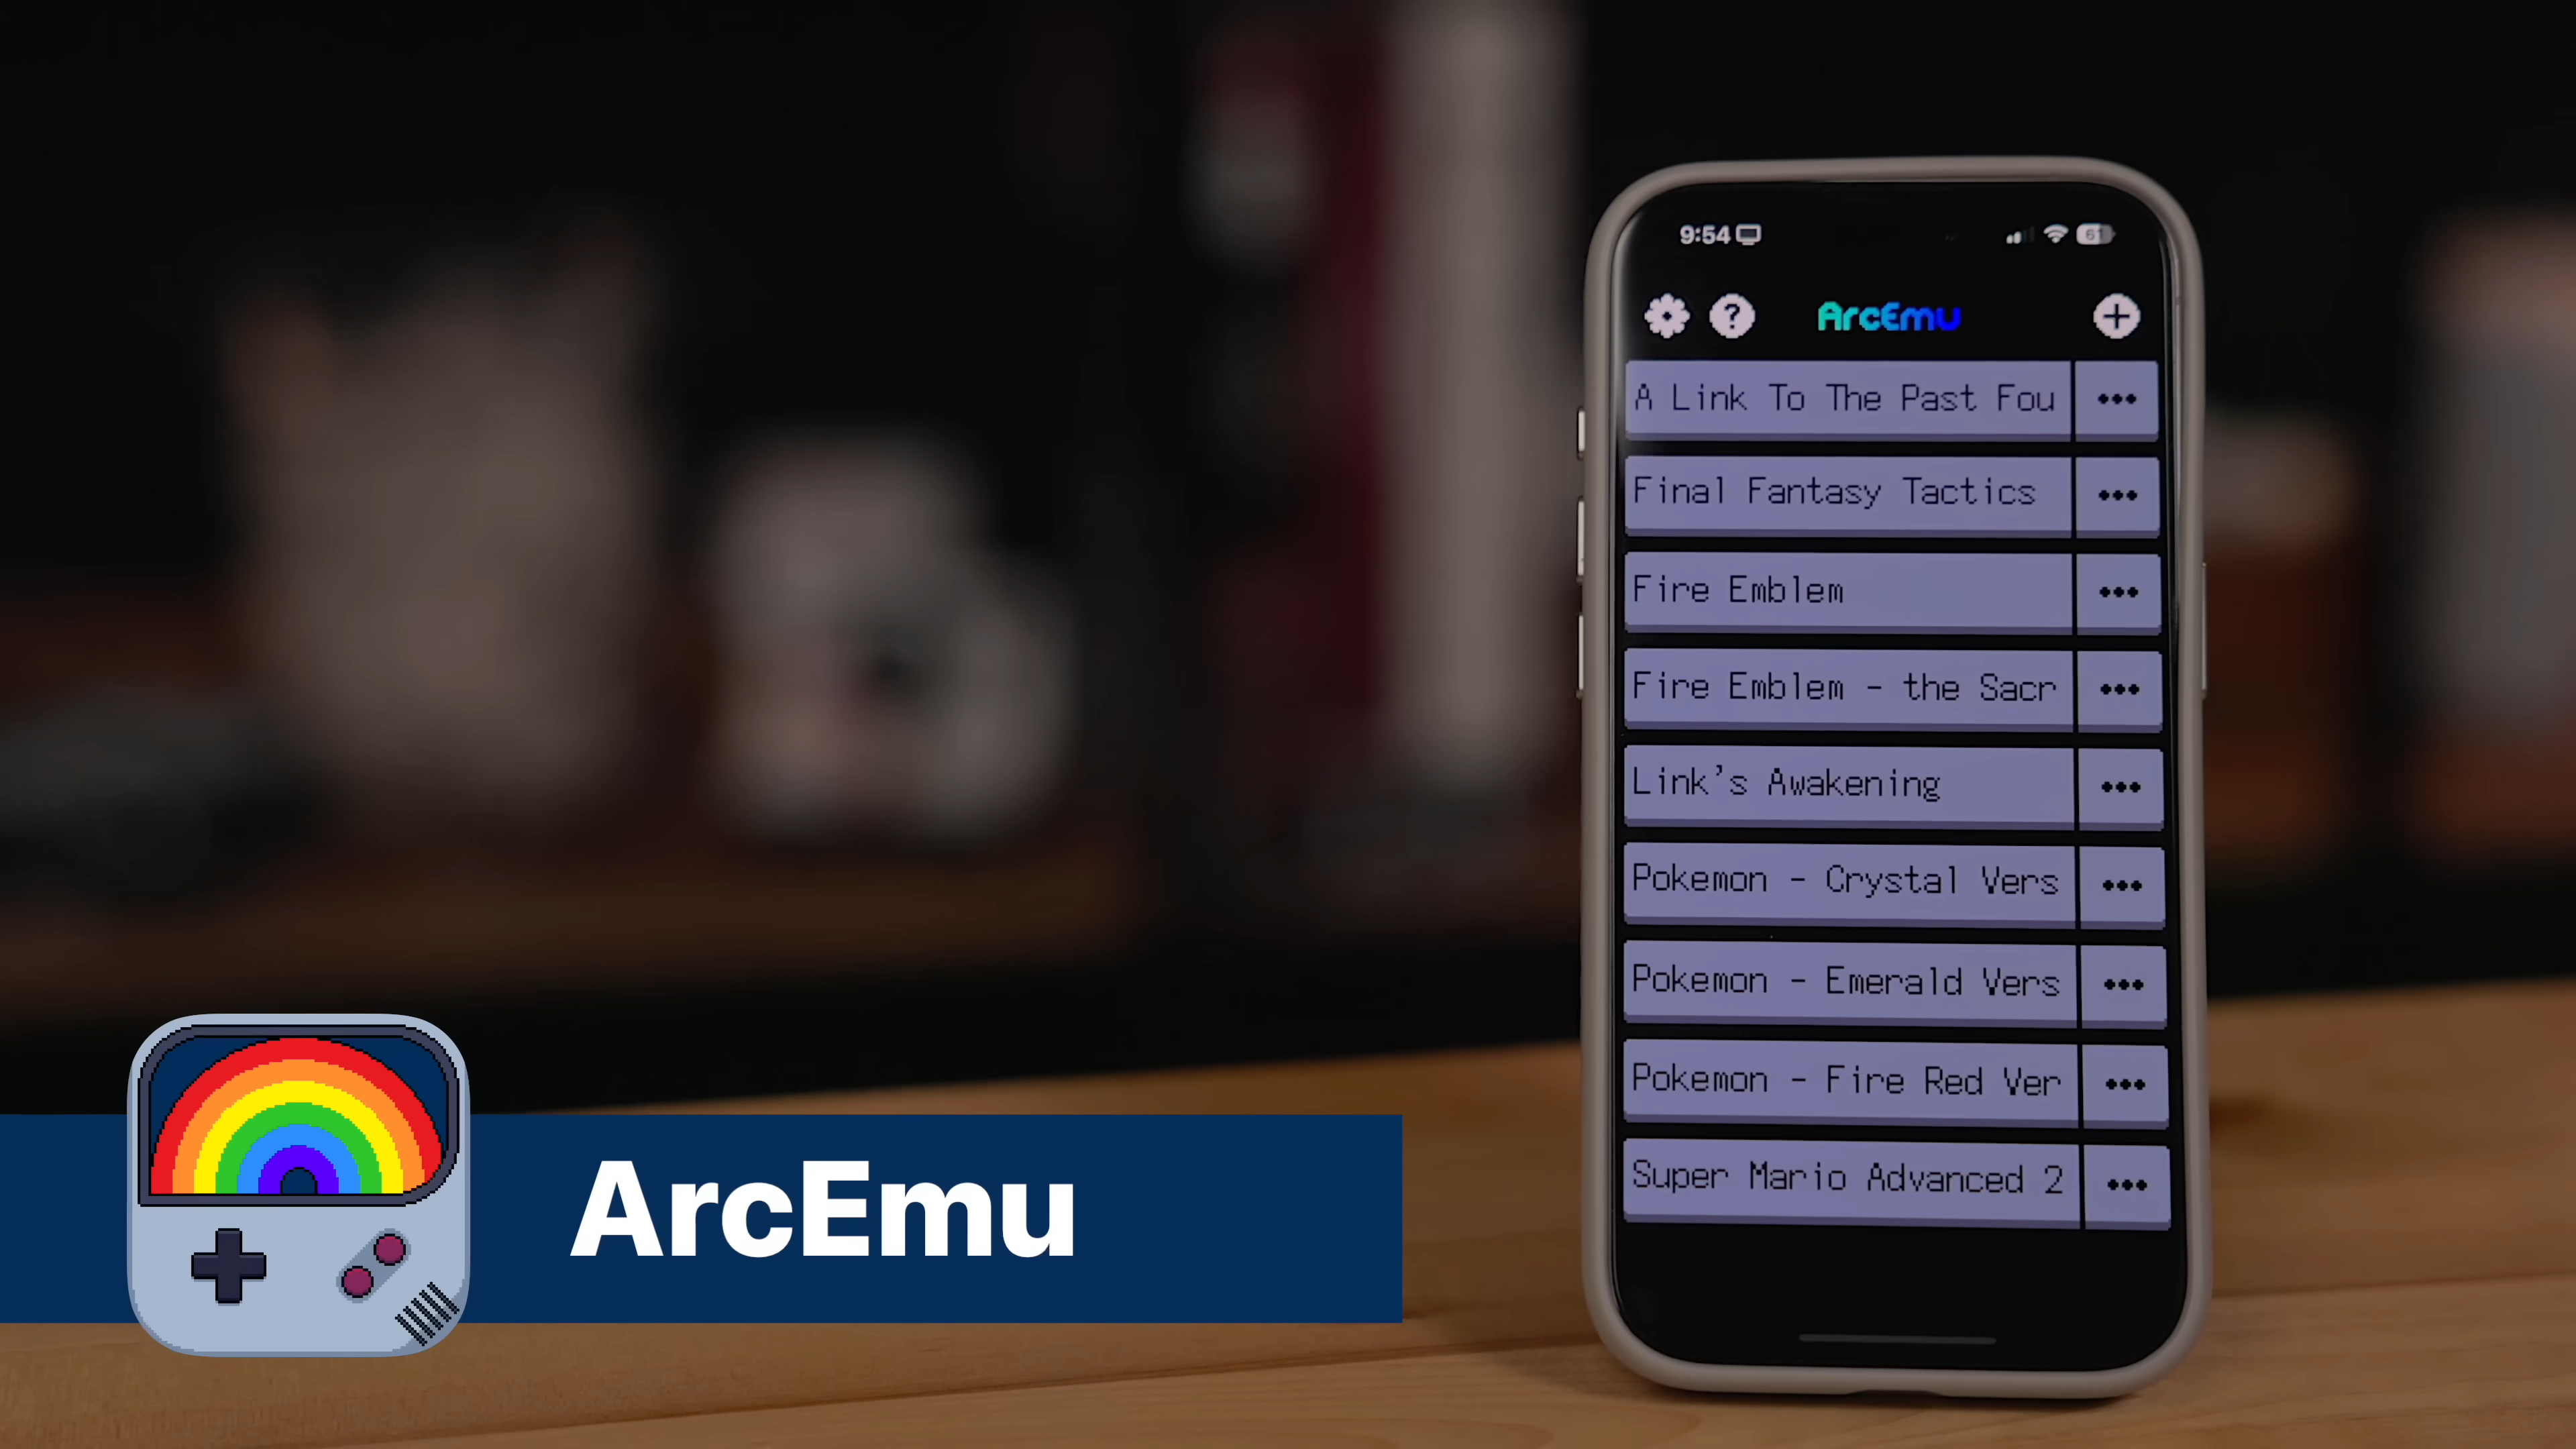 9:54
61
?
ArcEmu
A Link To The Past Fou
Final Fantasy Tactics
Fire Emblem
Fire Emblem - the Sacr
Link's Awakening
Pokemon - Crystal Vers
Pokemon - Emerald Vers
Pokemon - Fire Red Ver
Super Mario Advanced 2
ArcEmu